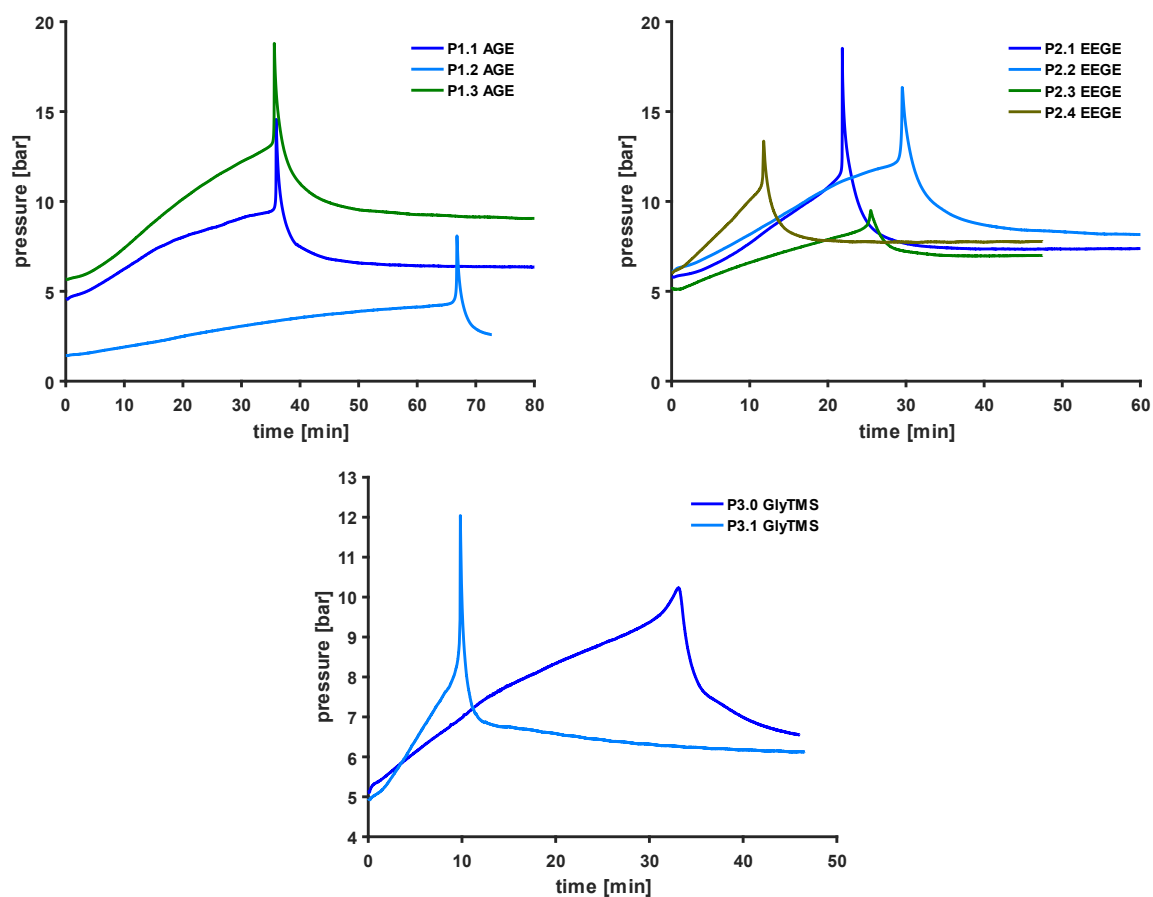 20
15
10
5
0
pressure [bar]
0 10 20 30 40 50 60 70 80
time [min]
P1.1 AGE
P1.2 AGE
P1.3 AGE
20
15
10
5
0
pressure [bar]
0 10 20 30 40 50 60
time [min]
P2.1 EEGE
P2.2 EEGE
P2.3 EEGE
P2.4 EEGE
13
12
11
10
9
8
7
6
5
4
pressure [bar]
0 10 20 30 40 50
time [min]
P3.0 GlyTMS
P3.1 GlyTMS